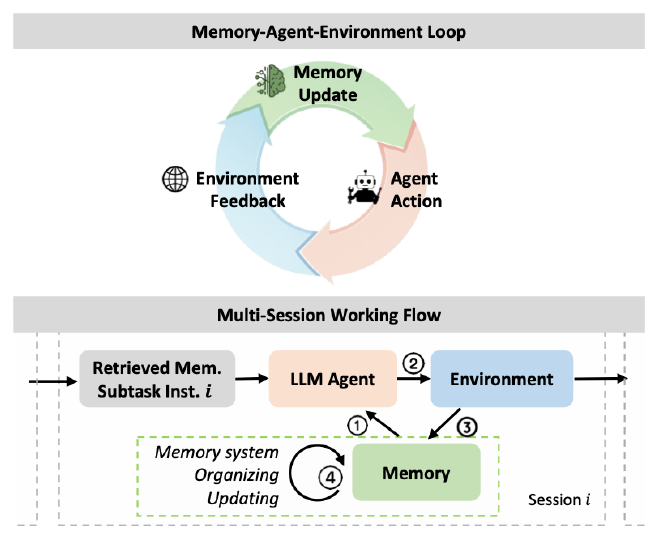 Memory-Agent-Environment Loop
Memory
Update
Environment
Feedback
Agent
Action
Multi-Session Working Flow
Retrieved Mem.
Subtask Inst. i
LLM Agent
②
Environment
①
③
Memory system
Organizing
Updating
④
Memory
Session i